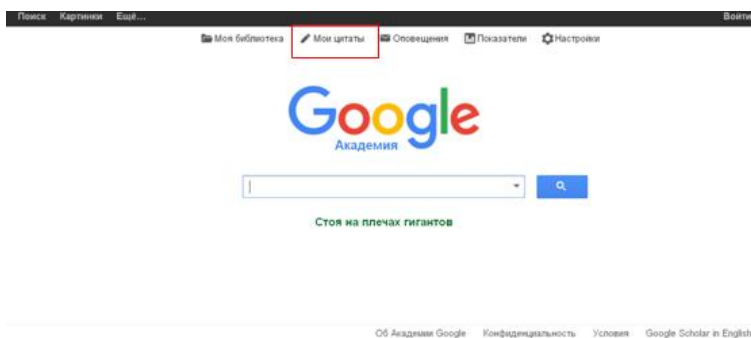 Поиск Картинки Ещё... Войти
Моя библиотека Мои цитаты Оповещения Показатели Настройки
Google
Академия
Стоя на плечах гигантов
Об Академии Google Конфиденциальность Условия Google Scholar in English